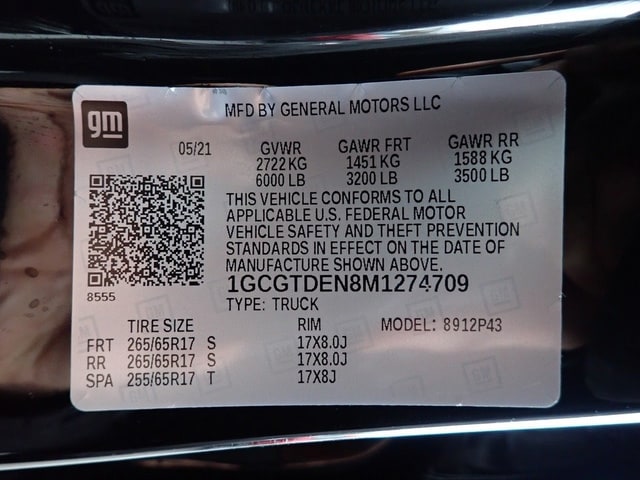 gm
MFD BY GENERAL MOTORS LLC
05/21 GVWR GAWR FRT GAWR RR
2722 KG 1451 KG 1588 KG
6000 LB 3200 LB 3500 LB
THIS VEHICLE CONFORMS TO ALL
APPLICABLE U.S. FEDERAL MOTOR
VEHICLE SAFETY AND THEFT PREVENTION
STANDARDS IN EFFECT ON THE DATE OF
MANUFACTURE SHOWN ABOVE.
8555
1GCGTDEN8M1274709
TYPE: TRUCK
TIRE SIZE RIM MODEL: 8912P43
FRT 265/65R17 S 17X8.0J
RR 265/65R17 S 17X8.0J
SPA 255/65R17 T 17X8J